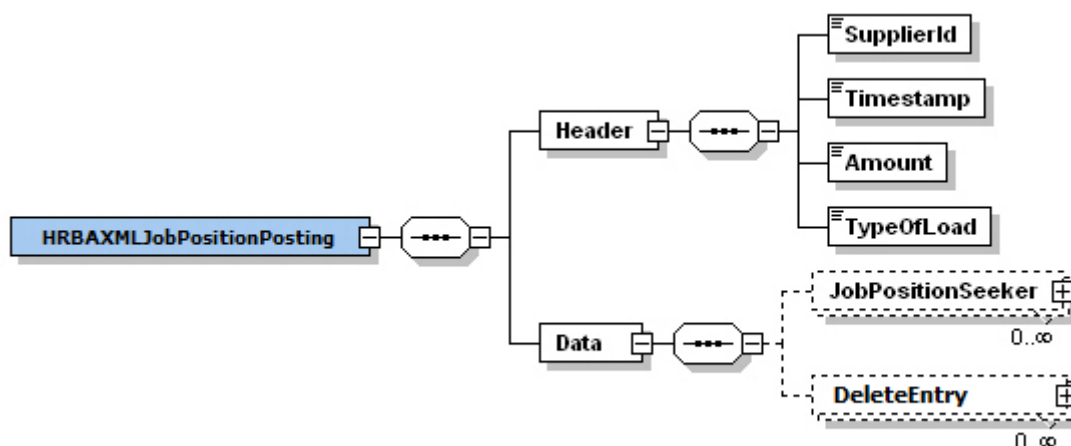 SupplierId
Timestamp
Header
Amount
TypeOfLoad
HRBAXMLJobPositionPosting
JobPositionSeeker
0..∞
Data
DeleteEntry
0..∞